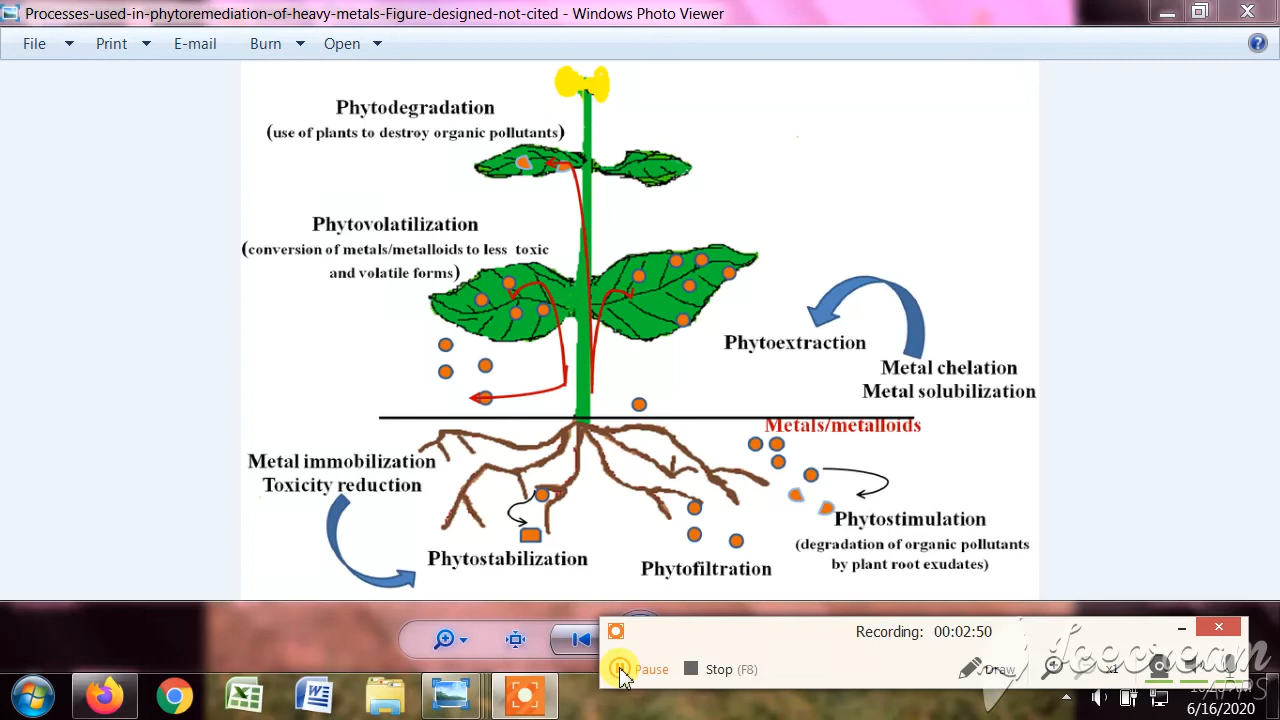 Processes-used-in-phytoremediation-of-heavy-metals-Figure-designed-not-cited - Windows Photo Viewer
File Print E-mail Burn Open
Phytodegradation
(use of plants to destroy organic pollutants)
Phytovolatilization
(conversion of metals/metalloids to less toxic
and volatile forms)
Phytoextraction
Metal chelation
Metal solubilization
Metals/metalloids
Metal immobilization
Toxicity reduction
Phytostimulation
(degradation of organic pollutants
by plant root exudates)
Phytostabilization
Phytofiltration
Recording: 00:02:50
Pause Stop (F8) Draw x1
Icecream
APPS
6/16/2020